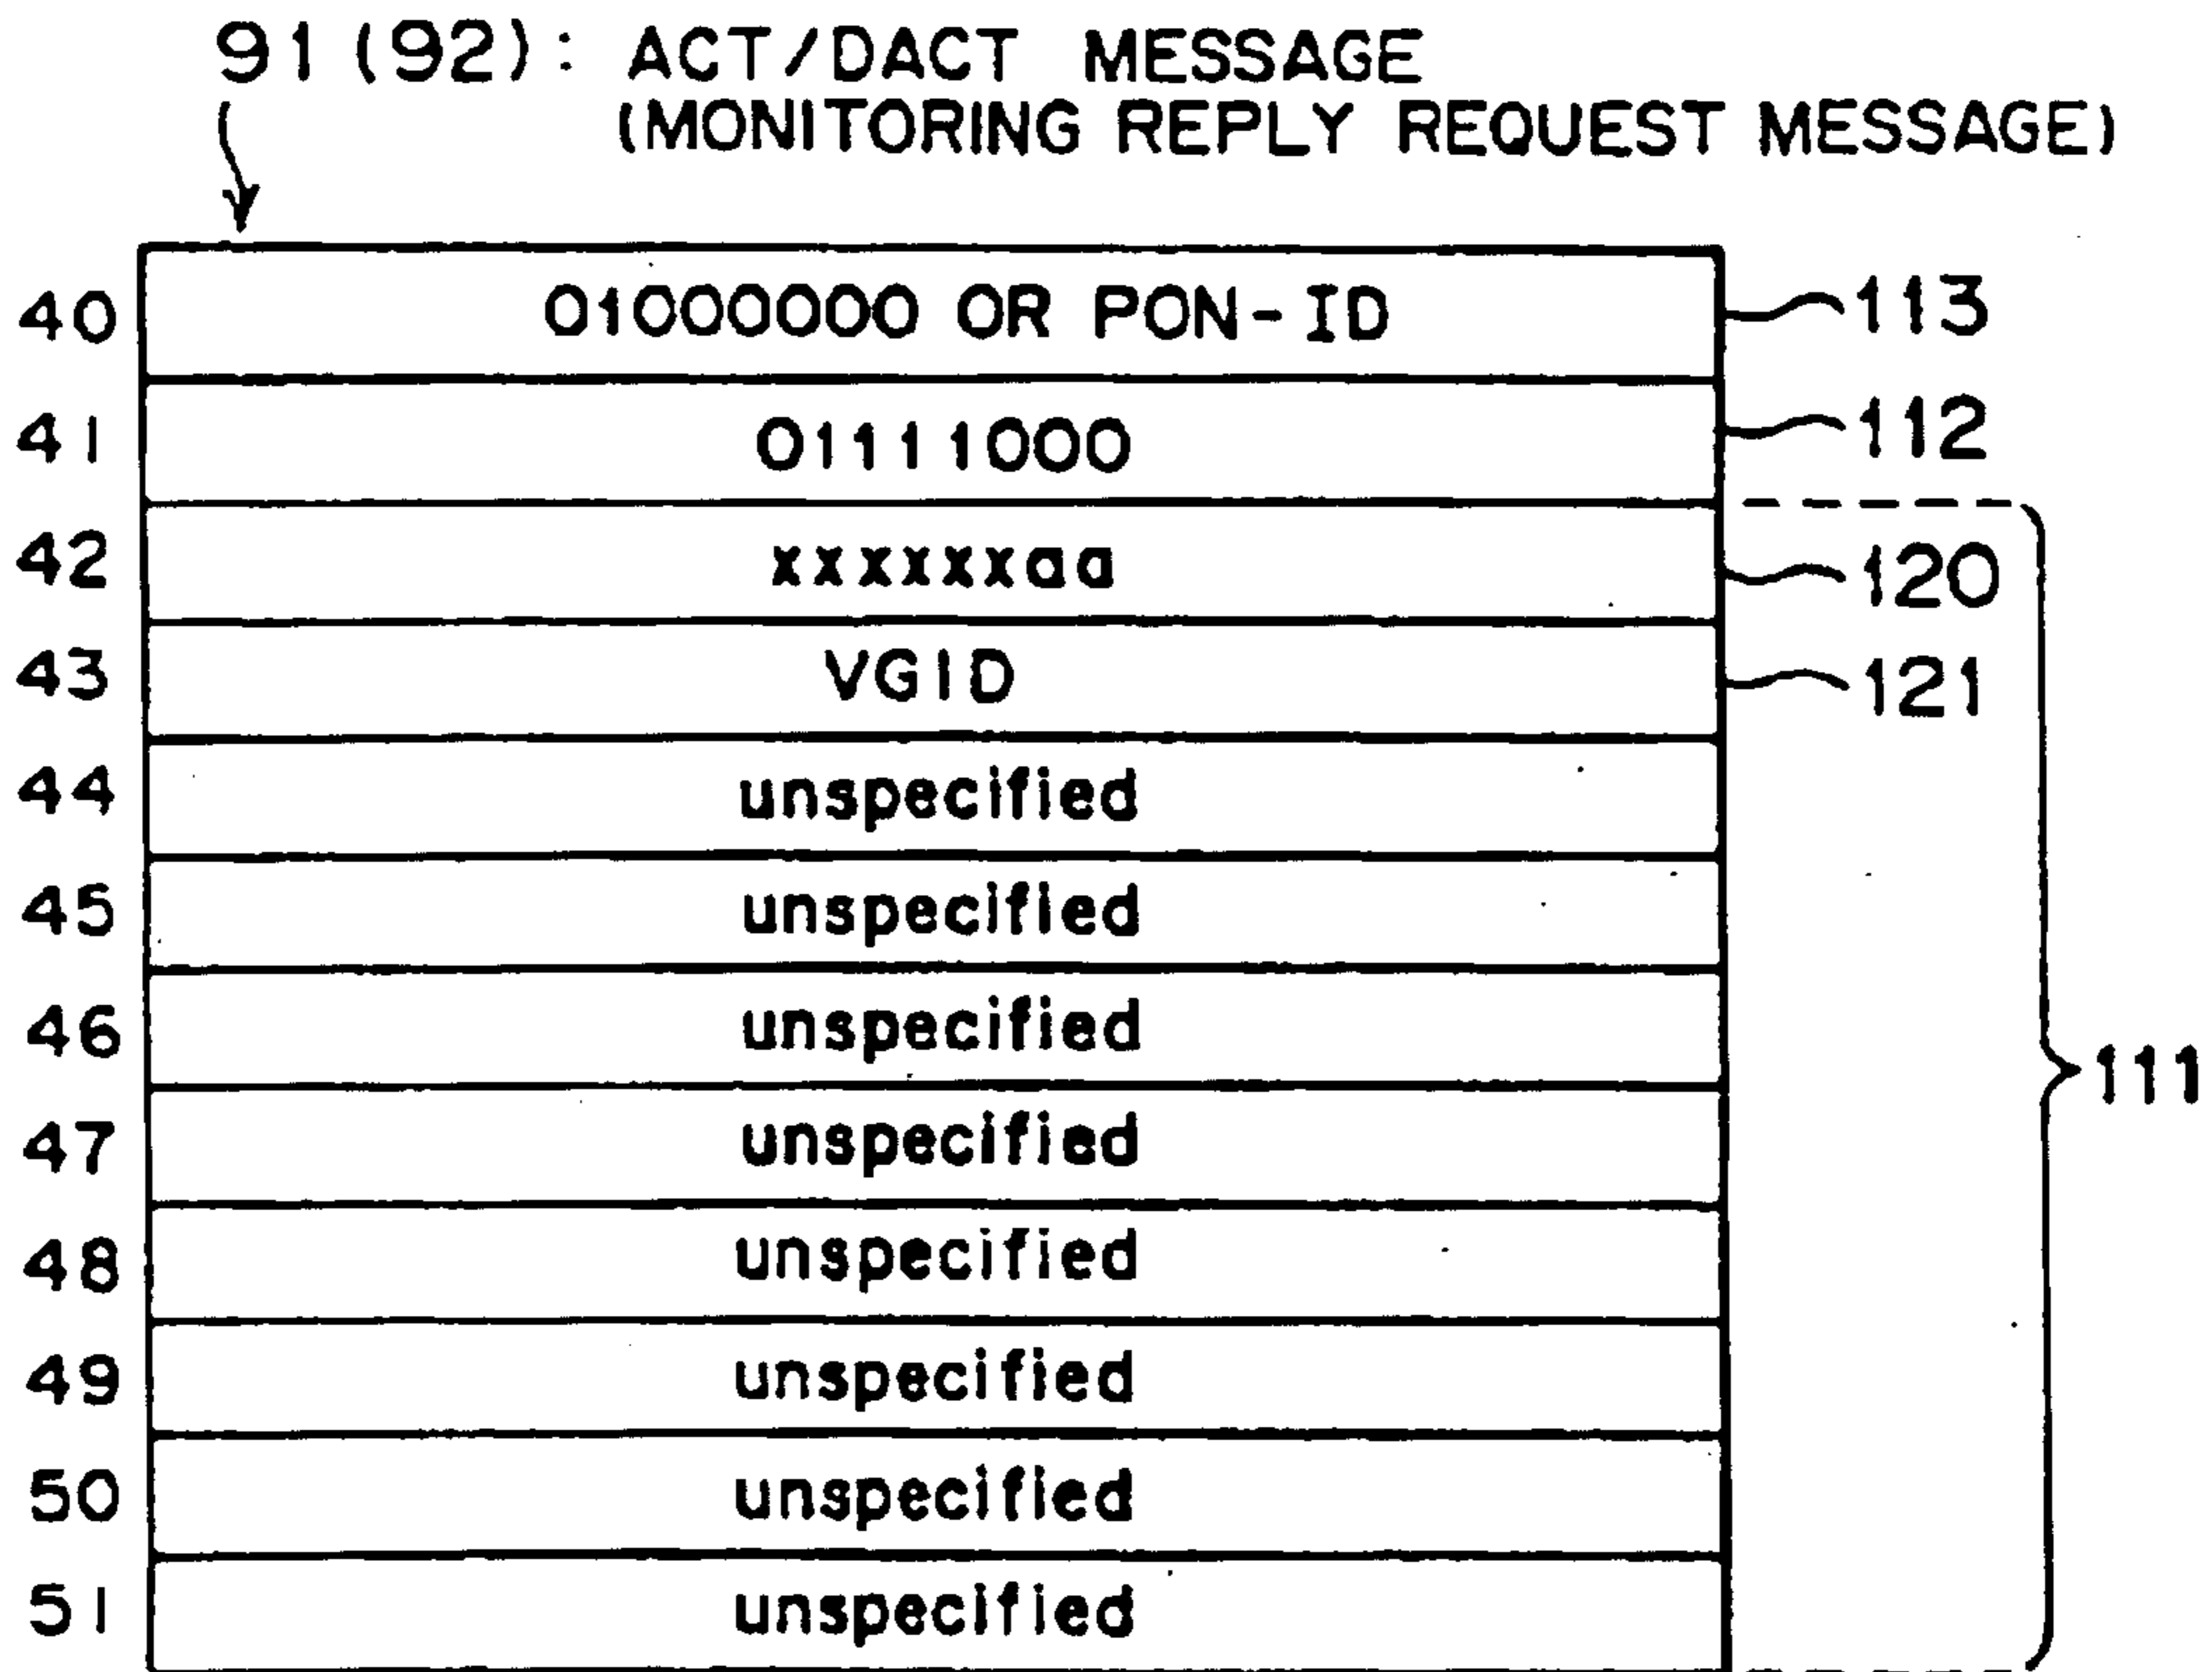 91 (92): ACT/DACT MESSAGE
(MONITORING REPLY REQUEST MESSAGE)
40 01000000 OR PON-ID 113
41 01111000 112
42 xxxxxxaa 120
43 VGID 121
44 unspecified
45 unspecified
46 unspecified
111
47 unspecified
48 unspecified
49 unspecified
50 unspecified
51 unspecified